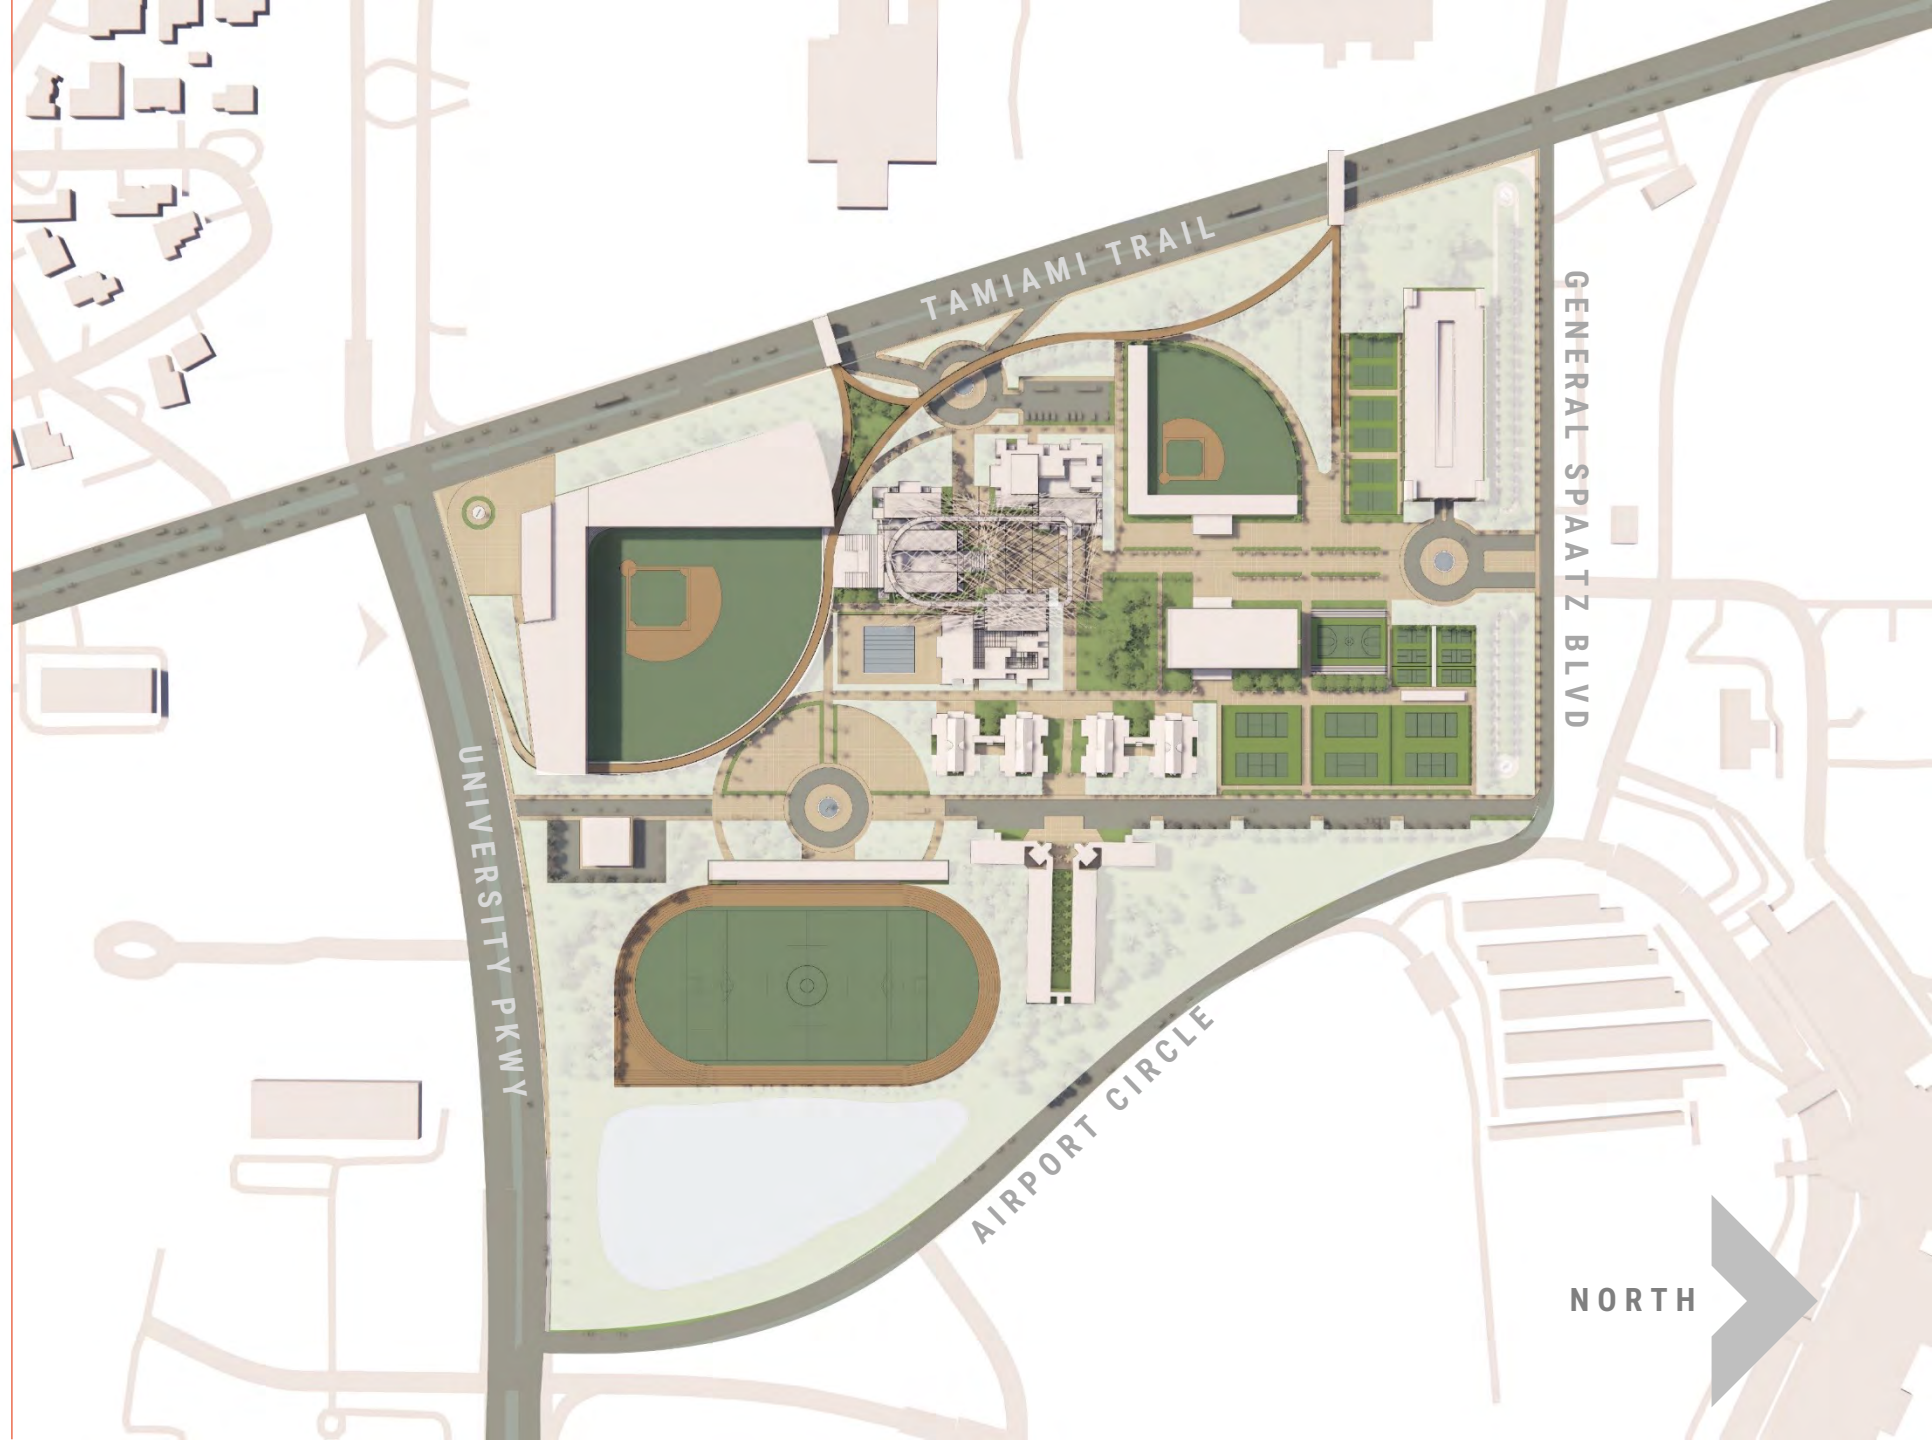 TAMIAMI TRAIL
GENERAL SPAATZ BLVD
UNIVERSITY PKWY
AIRPORT CIRCLE
NORTH